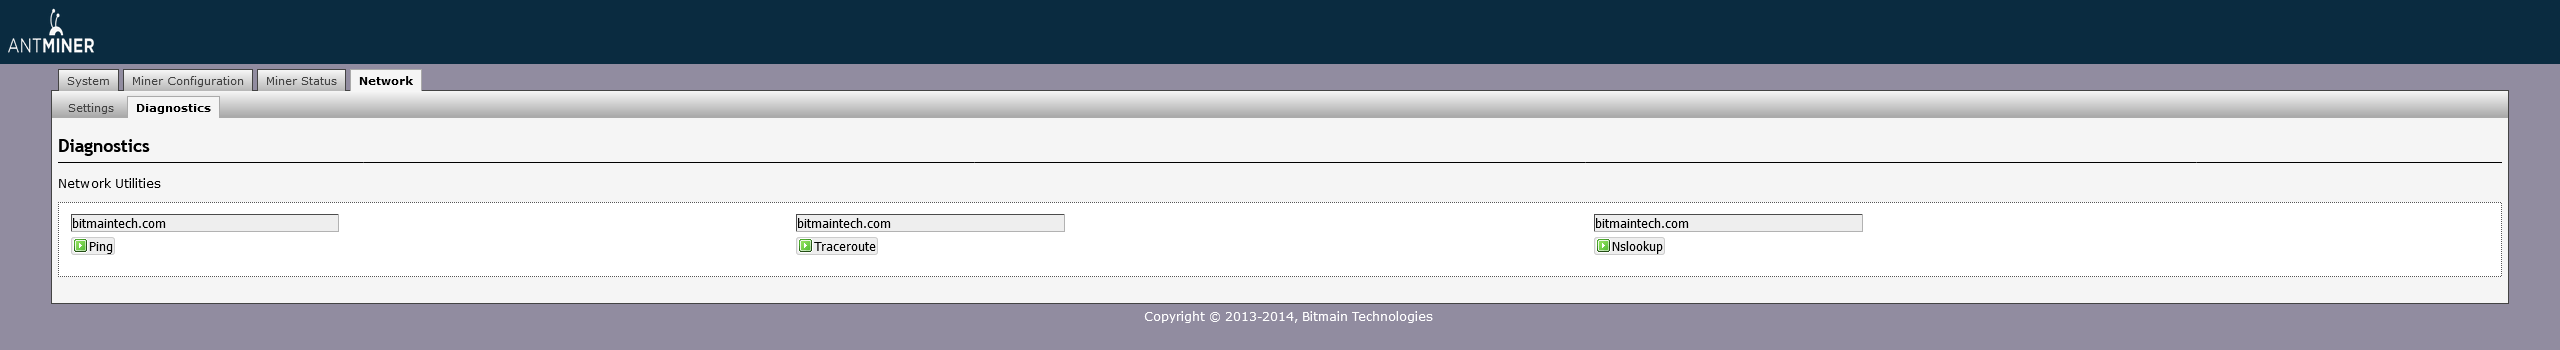 ANTMINER
System Miner Configuration Miner Status Network
Settings Diagnostics
Diagnostics
Network Utilities
bitmaintech.com bitmaintech.com bitmaintech.com
Ping Traceroute Nslookup
Copyright © 2013-2014, Bitmain Technologies